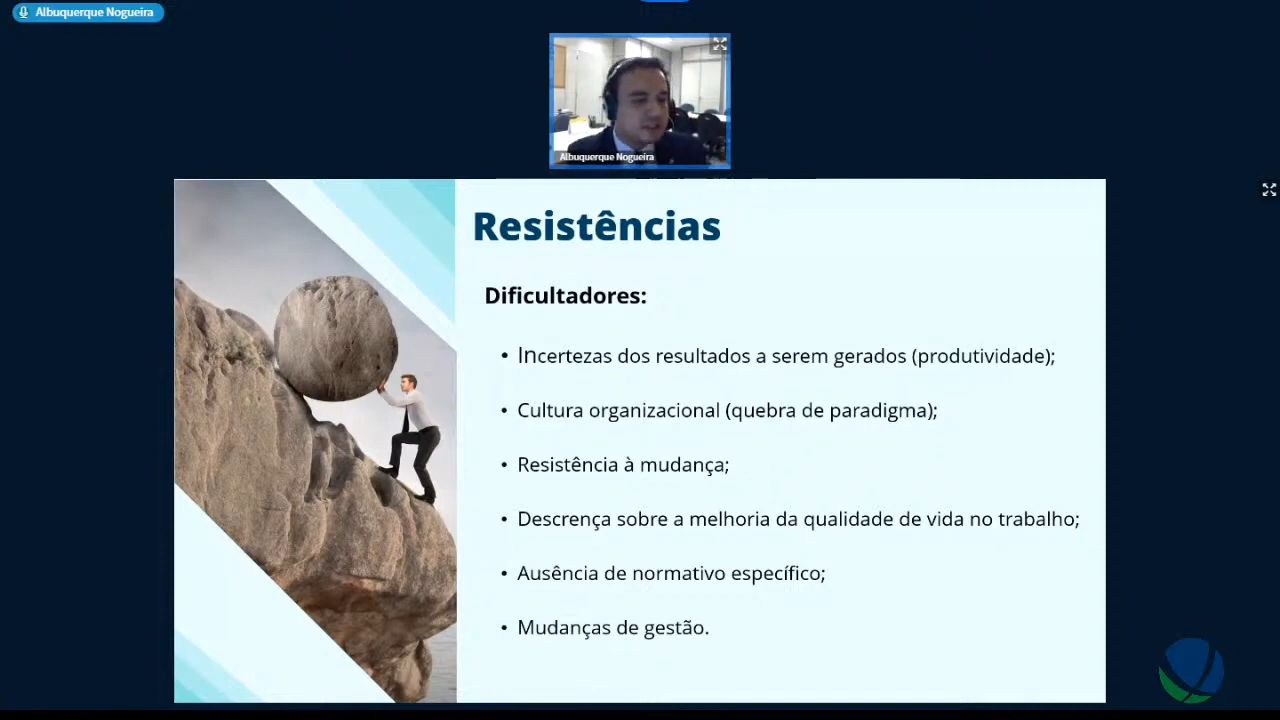 Albuquerque Nogueira
Albuquerque Nogueira
Resistências
Dificultadores:
• Incertezas dos resultados a serem gerados (produtividade);
• Cultura organizacional (quebra de paradigma);
• Resistência à mudança;
• Descrença sobre a melhoria da qualidade de vida no trabalho;
• Ausência de normativo específico;
• Mudanças de gestão.